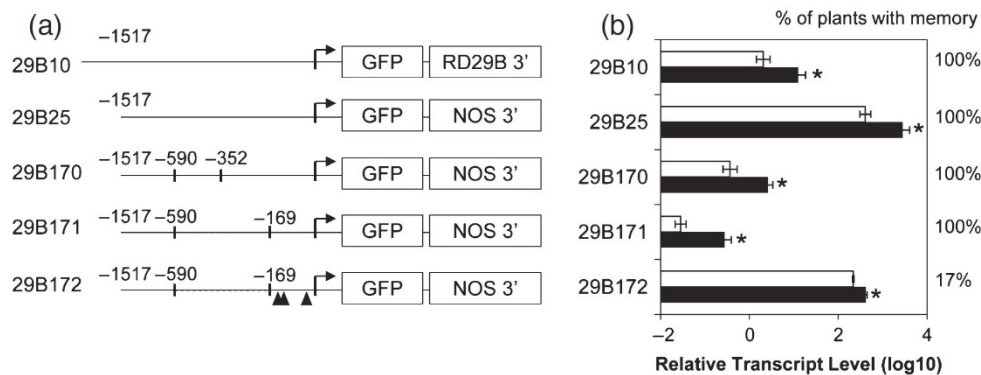 (a)
−1517
29B10 GFP RD29B 3’
−1517
29B25 GFP NOS 3’
−1517 −590 −352
29B170 GFP NOS 3’
−1517 −590 −169
29B171 GFP NOS 3’
−1517 −590 −169
29B172 GFP NOS 3’
(b) % of plants with memory
29B10 * 100%
29B25 * 100%
29B170 * 100%
29B171 * 100%
29B172 * 17%
−2 0 2 4
Relative Transcript Level (log10)